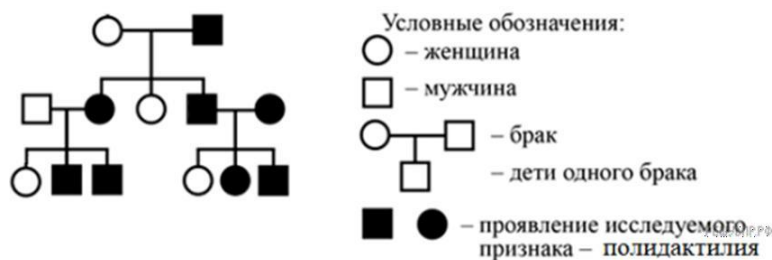 Условные обозначения:
– женщина
– мужчина
– брак
– дети одного брака
– проявление исследуемого
признака – полидактилия